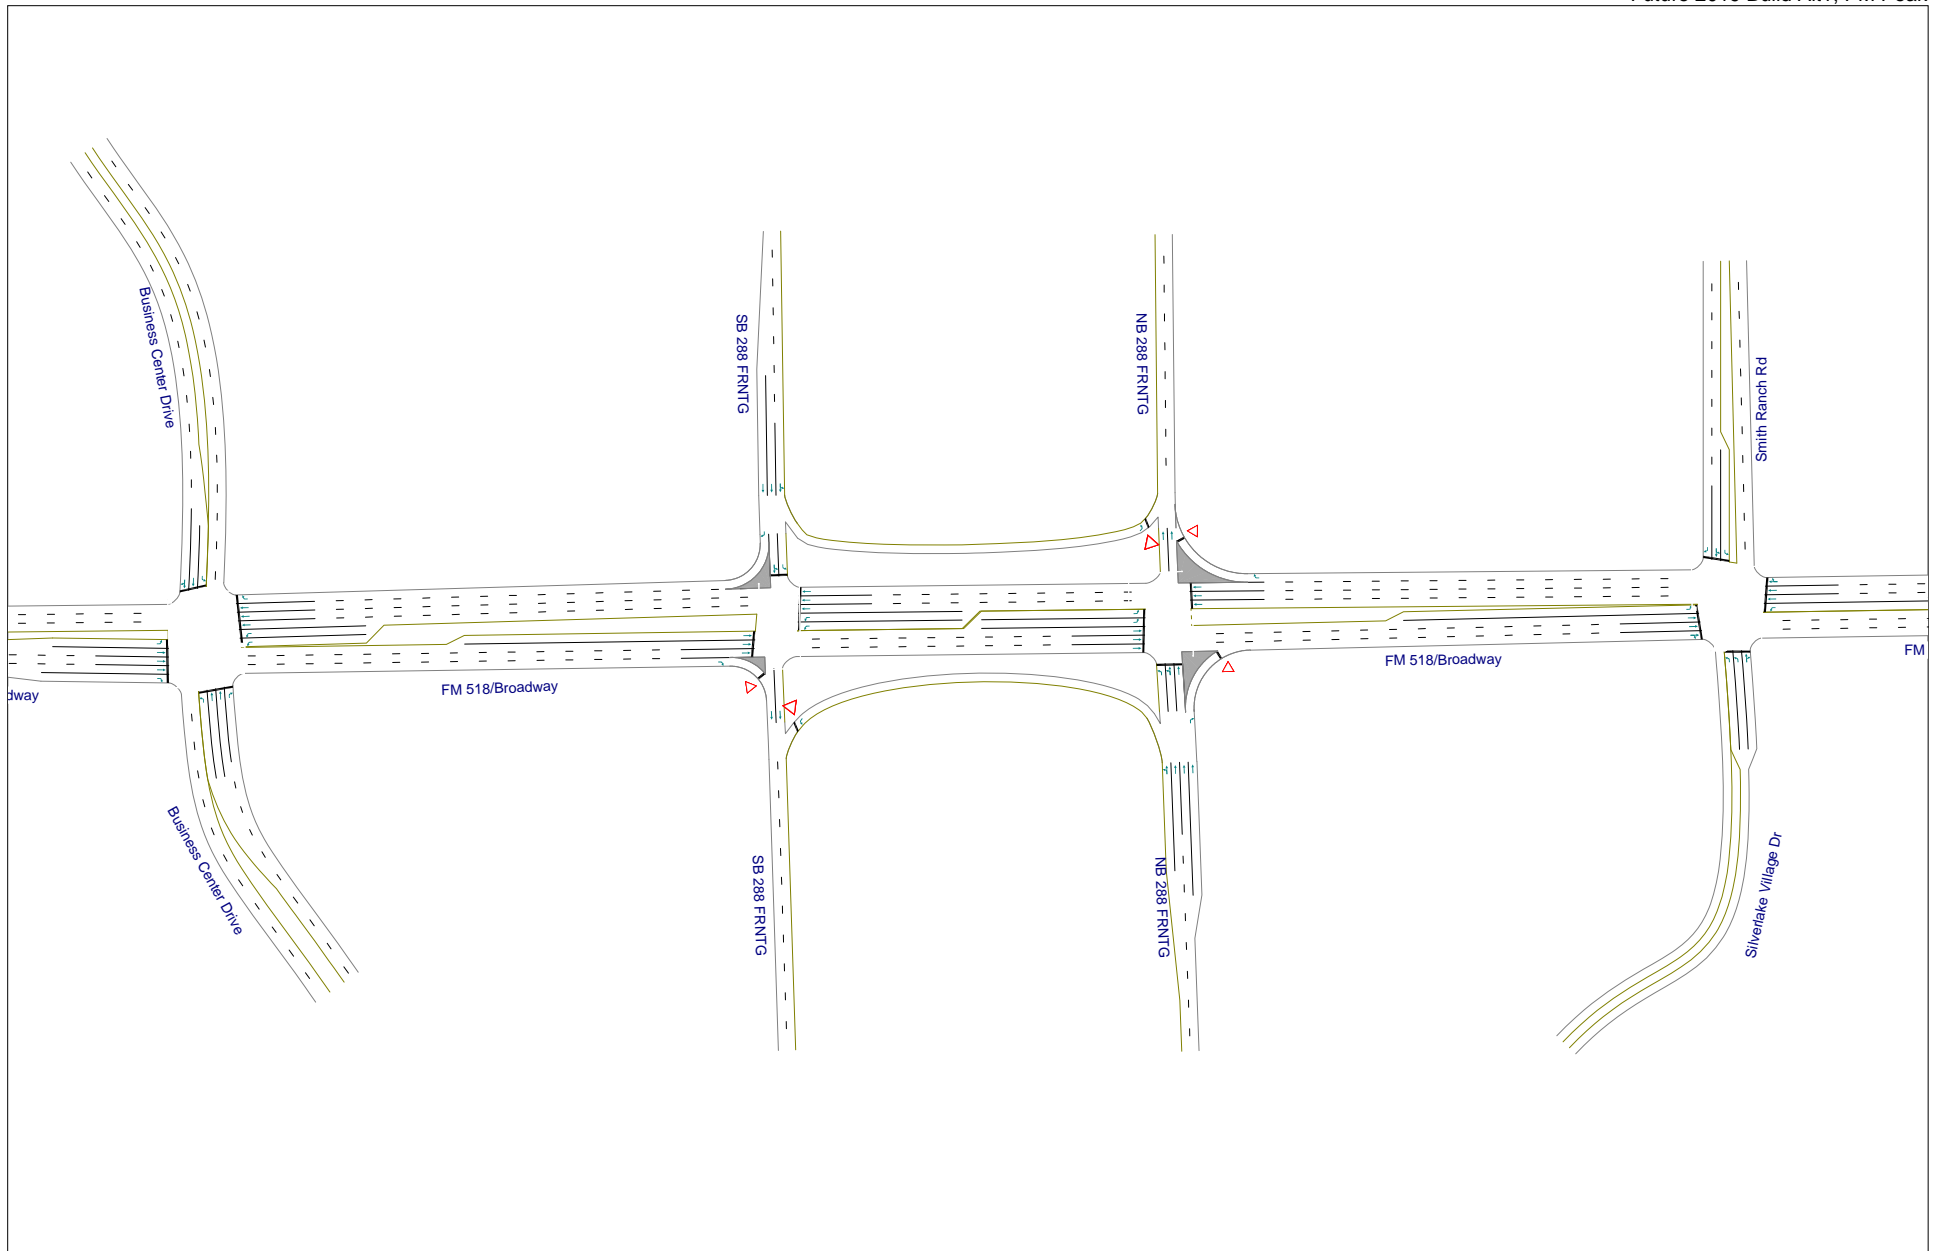 Business Center Drive
SB 288 FRNTG
NB 288 FRNTG
Smith Ranch Rd
FM 518/Broadway
FM 518/Broadway
FM
Business Center Drive
SB 288 FRNTG
NB 288 FRNTG
Silverlake Village Dr